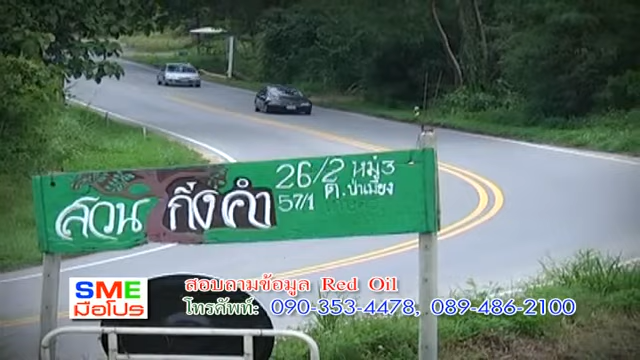 สวน กิ่งคำ
26/2 หมู่3
57/1 ต.ป่าเมี่ยง
SME
มือโปร
สอบถามข้อมูล Red Oil
โทรศัพท์: 090-353-4478, 089-486-2100